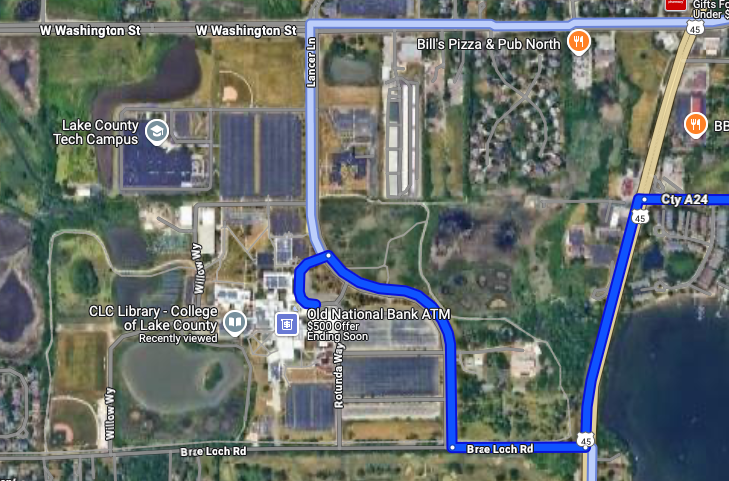 Gifts Fo
Under $
W Washington St
W Washington St
45
Bill's Pizza & Pub North
Lancer Ln
Lake County
Tech Campus
BB
Cty A24
45
Willow Wy
CLC Library - College
of Lake County
Recently viewed
Old National Bank ATM
$500 Offer
Ending Soon
Rotunda Way
Willow Wy
Brae Loch Rd
Brae Loch Rd
45